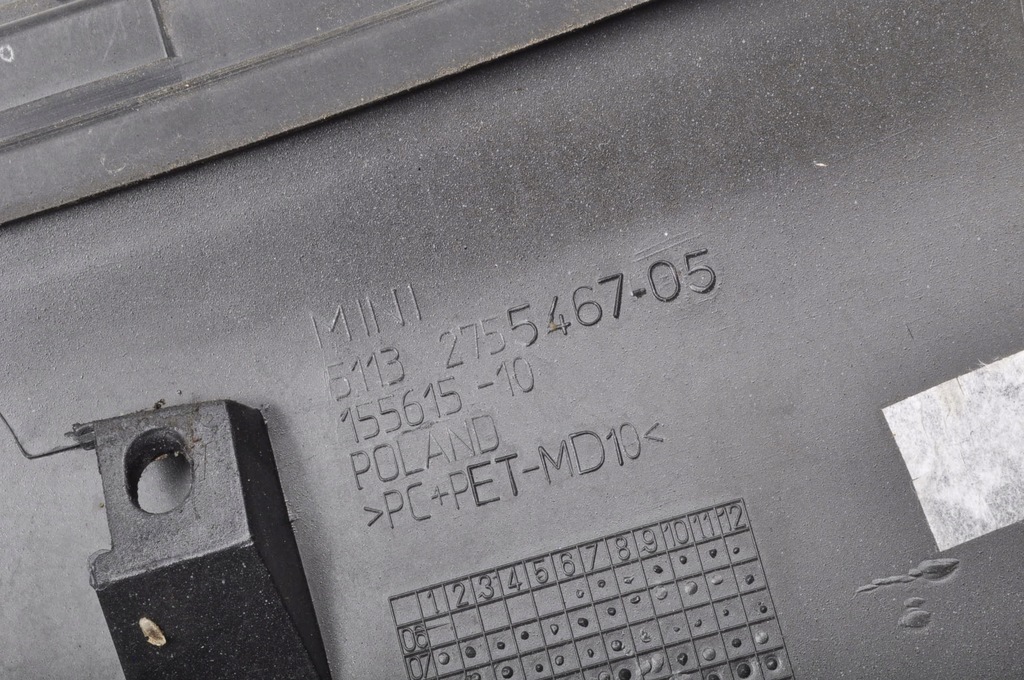 MINI
5113 2755467-05
155615-10
POLAND
>PC+PET-MD10<
1 2 3 4 5 6 7 8 9 10 11 12
06
07